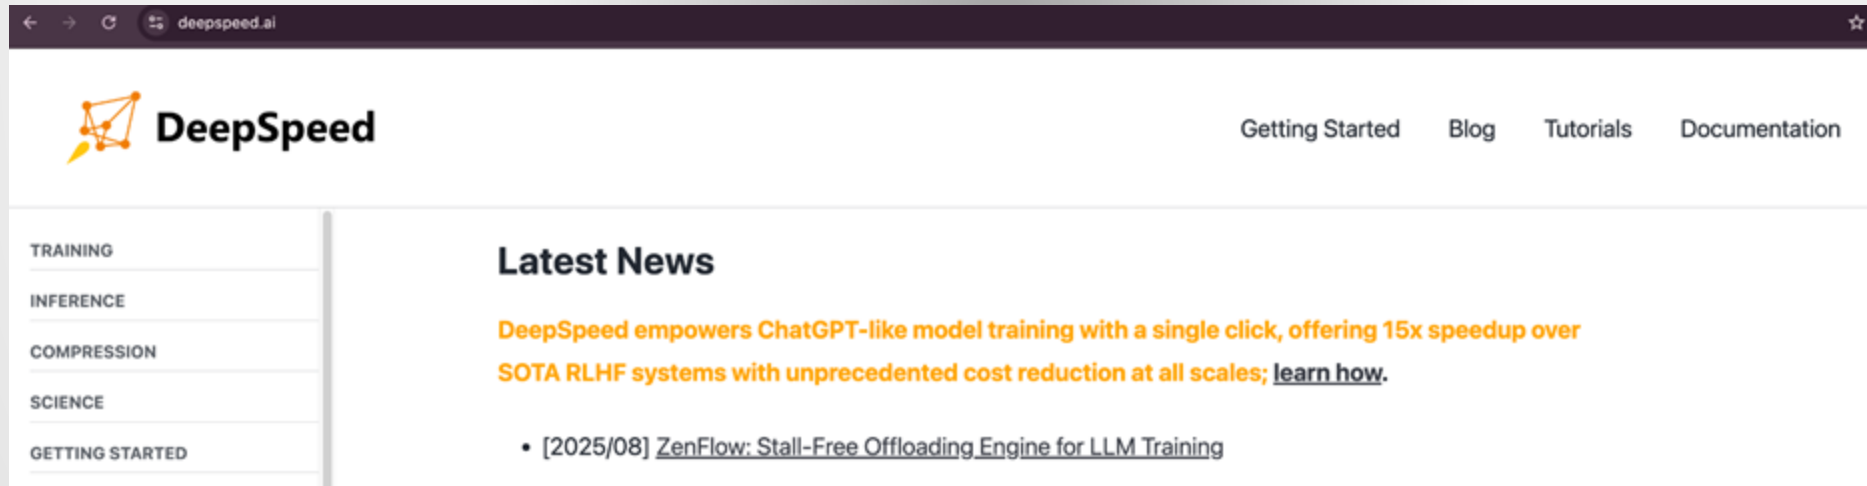 deepspeed.ai
DeepSpeed
Getting Started Blog Tutorials Documentation
TRAINING
INFERENCE
COMPRESSION
SCIENCE
GETTING STARTED
Latest News
DeepSpeed empowers ChatGPT-like model training with a single click, offering 15x speedup over
SOTA RLHF systems with unprecedented cost reduction at all scales; learn how.
• [2025/08] ZenFlow: Stall-Free Offloading Engine for LLM Training